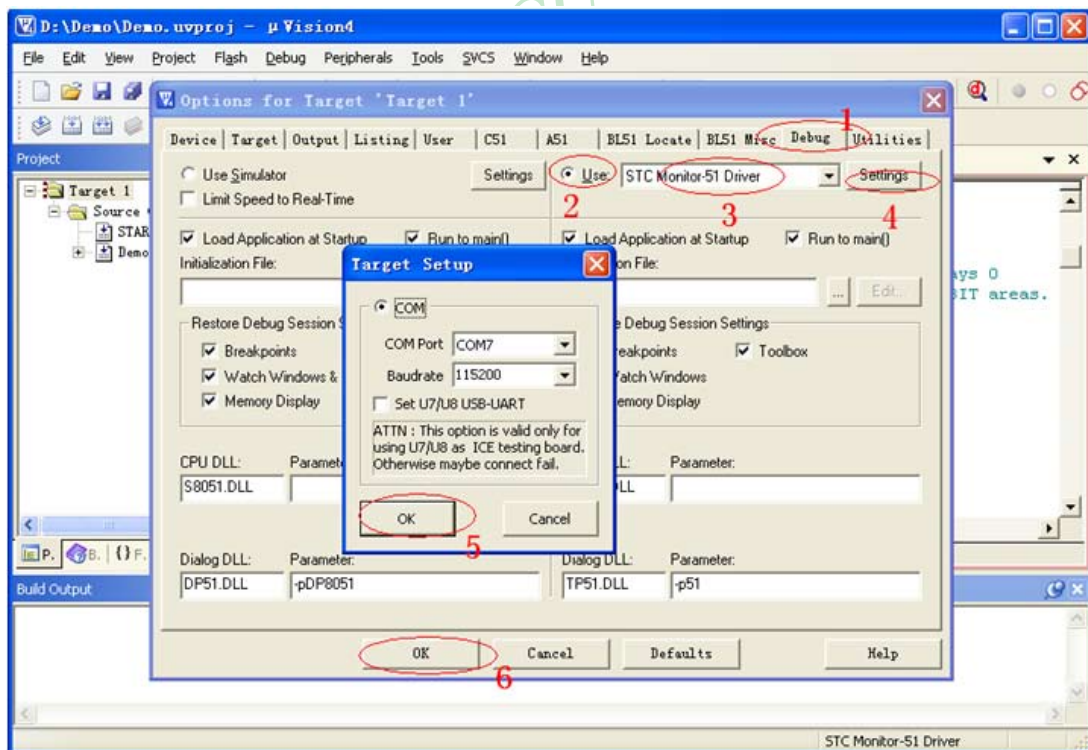 D:\Demo\Demo.uvproj - µVision4
File Edit View Project Flash Debug Peripherals Tools SVCS Window Help
Options for Target 'Target 1'
1
Device Target Output Listing User C51 A51 BL51 Locate BL51 Misc Debug Utilities
Project
Use Simulator Settings Use: STC Monitor-51 Driver Settings
2 3 4
Limit Speed to Real-Time
Target 1
Source
STAR
Demo
Load Application at Startup Run to main() Load Application at Startup Run to main()
Initialization File: on File:
Target Setup
ays 0
... Edit...
BIT areas.
COM
Restore Debug Session S Debug Session Settings
COM Port COM7
Breakpoints reakpoints Toolbox
Baudrate 115200
Watch Windows & Watch Windows
Set U7/U8 USB-UART
Memory Display emory Display
ATTN : This option is valid only for
using U7/U8 as ICE testing board.
Otherwise maybe connect fail.
CPU DLL: Paramet LL: Parameter:
S8051.DLL DLL
OK Cancel
5
P. B. {} F.
Dialog DLL: Parameter: Dialog DLL: Parameter:
DP51.DLL -pDP8051 TP51.DLL -p51
Build Output
OK Cancel Defaults Help
6
STC Monitor-51 Driver